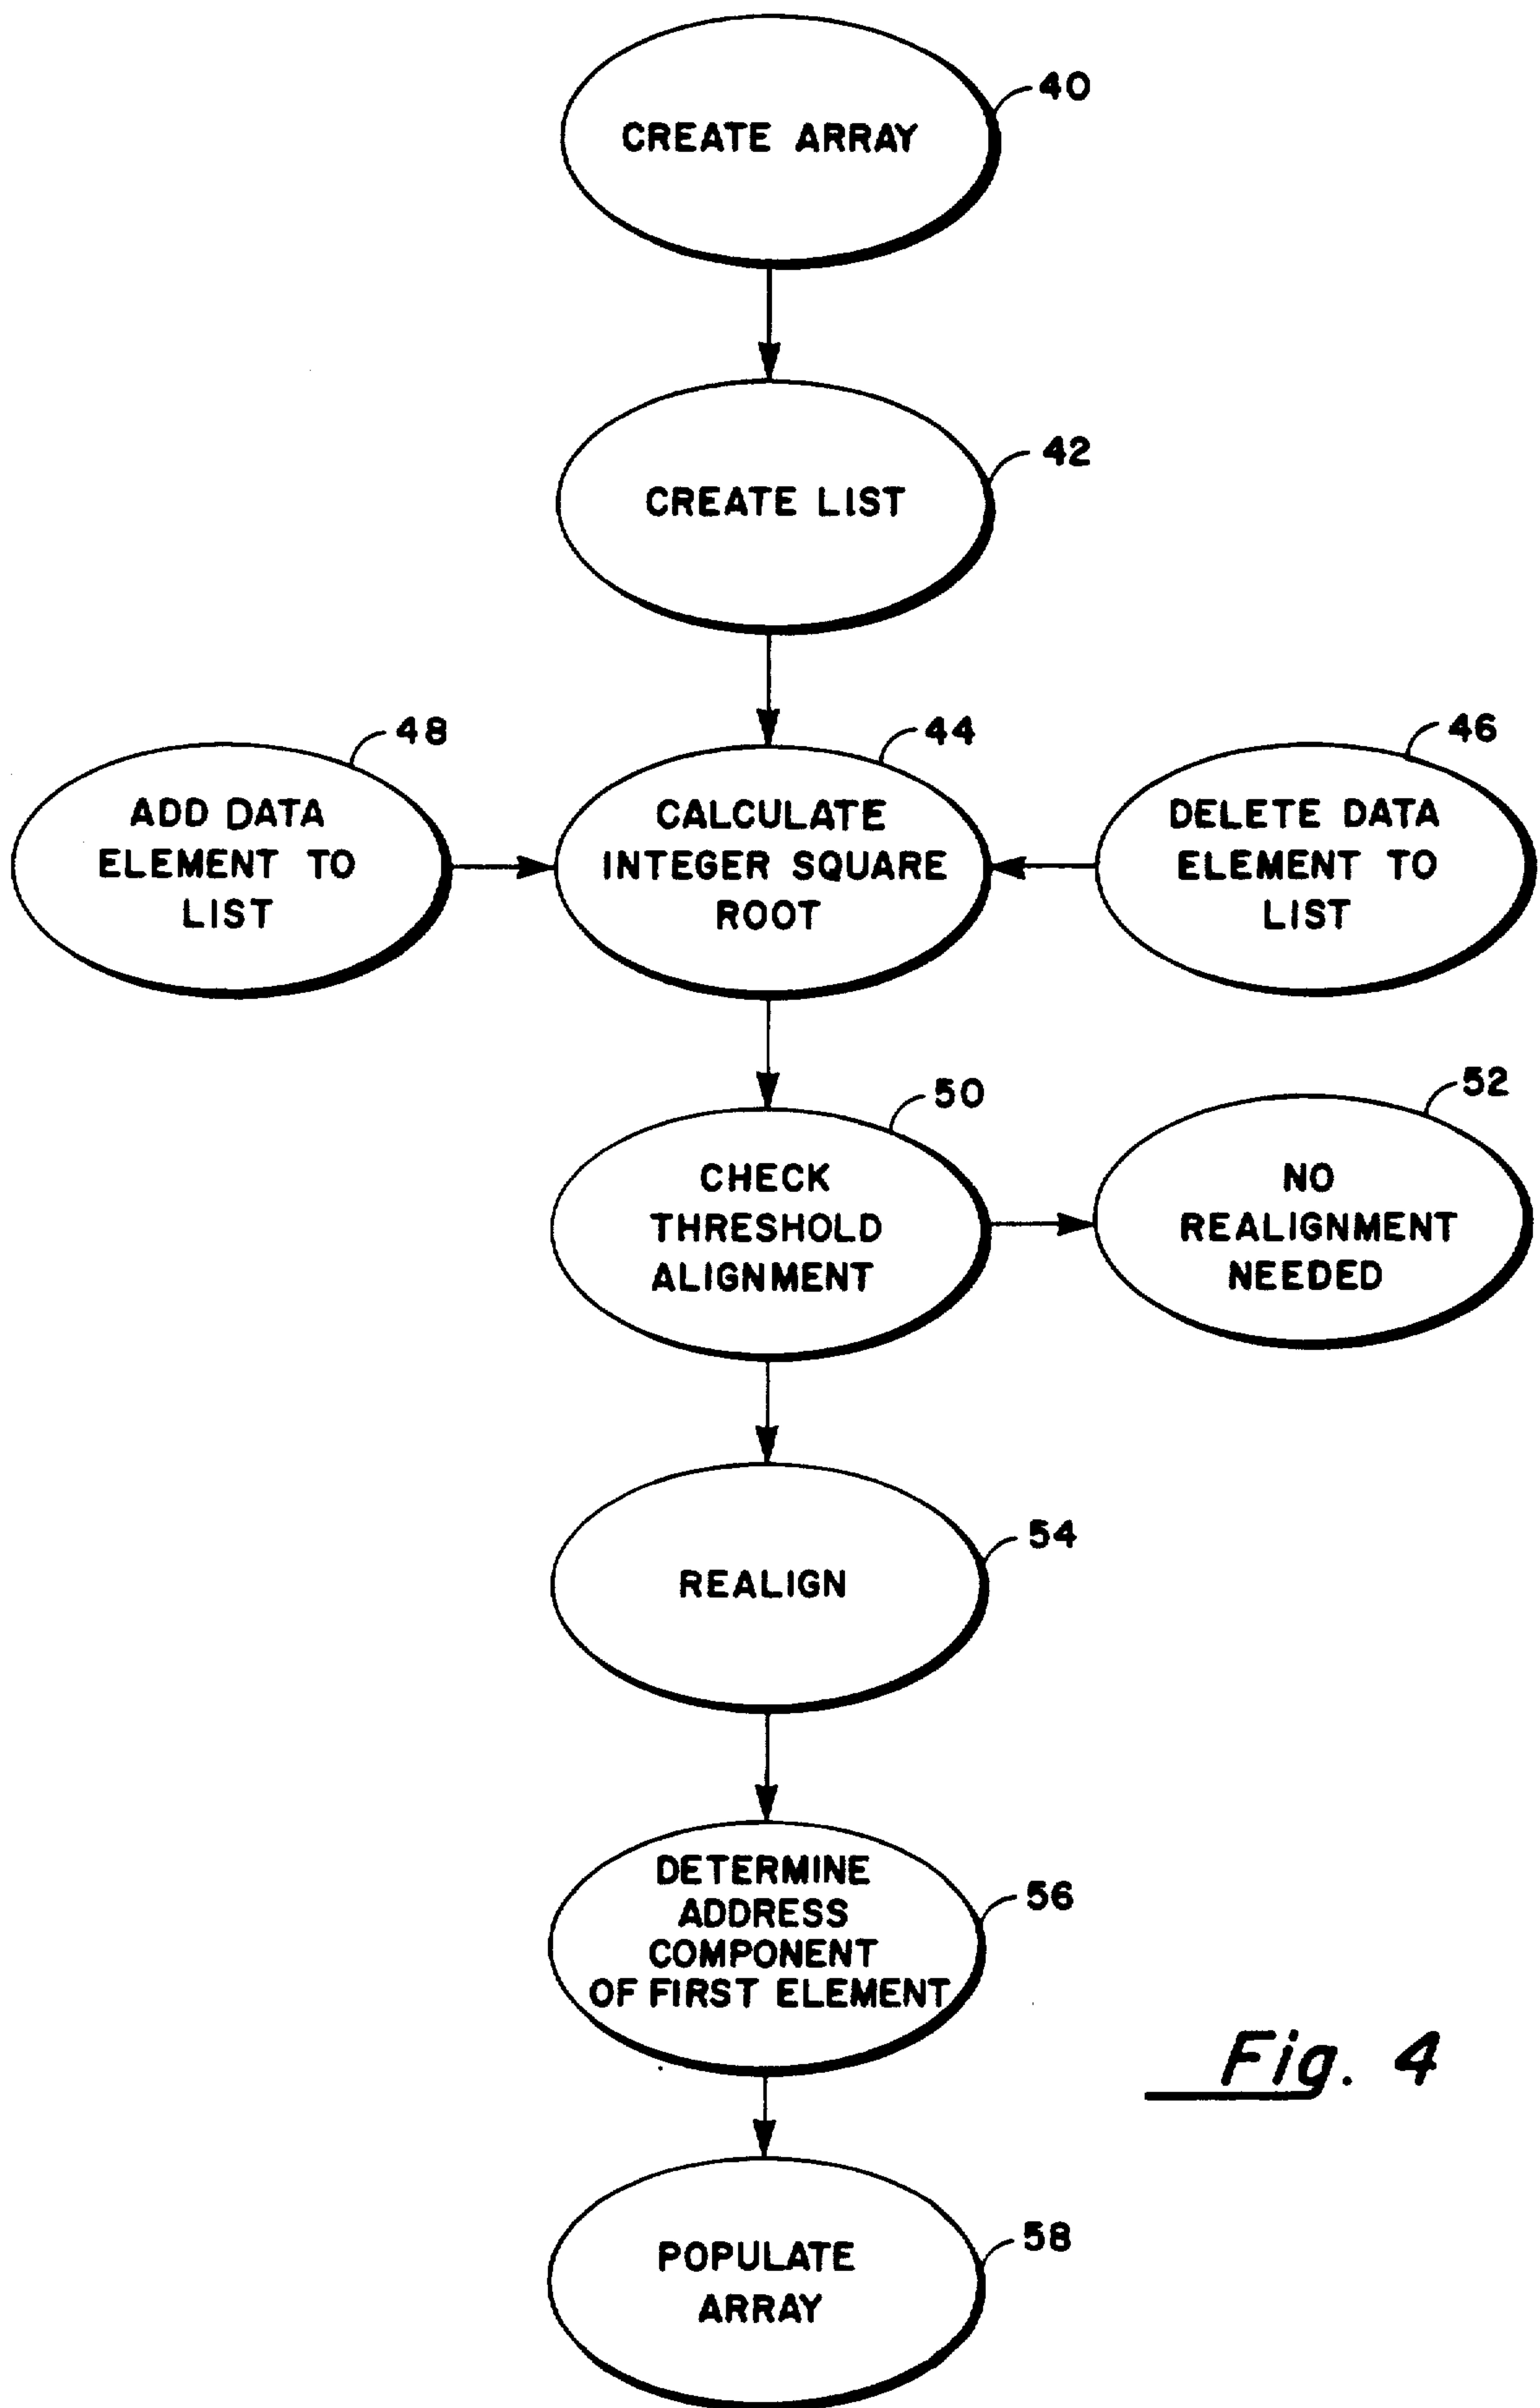 40
CREATE ARRAY
42
CREATE LIST
48
ADD DATA
ELEMENT TO
LIST
44
CALCULATE
INTEGER SQUARE
ROOT
46
DELETE DATA
ELEMENT TO
LIST
50
CHECK
THRESHOLD
ALIGNMENT
52
NO
REALIGNMENT
NEEDED
54
REALIGN
56
DETERMINE
ADDRESS
COMPONENT
OF FIRST ELEMENT
58
POPULATE
ARRAY
Fig. 4